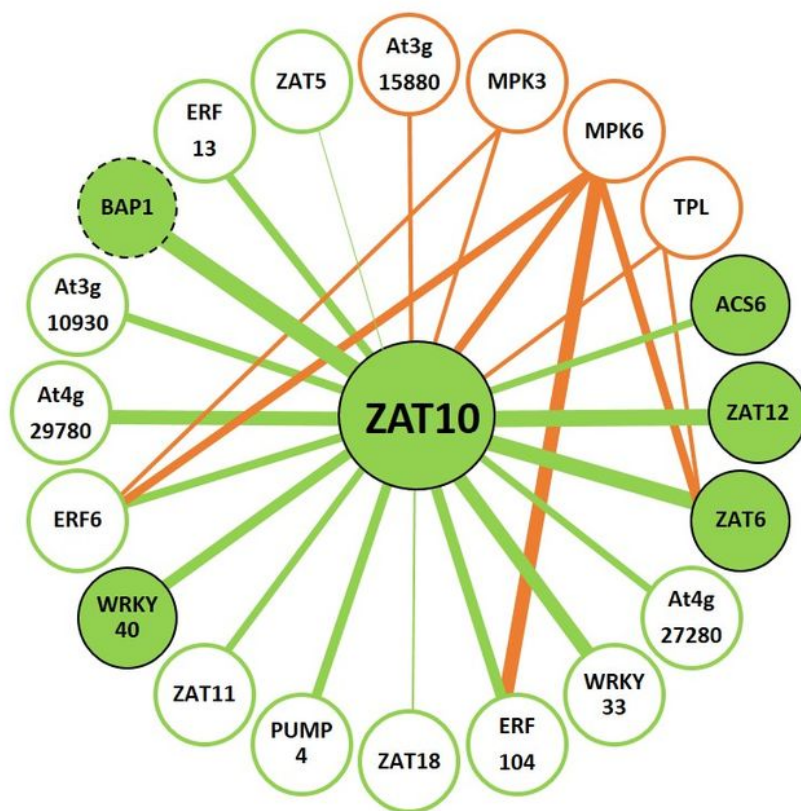 At3g
15880
ZAT5
MPK3
ERF
13
MPK6
BAP1
TPL
At3g
10930
ACS6
At4g
29780
ZAT10
ZAT12
ERF6
ZAT6
WRKY
40
At4g
27280
ZAT11
WRKY
33
PUMP
4
ZAT18
ERF
104